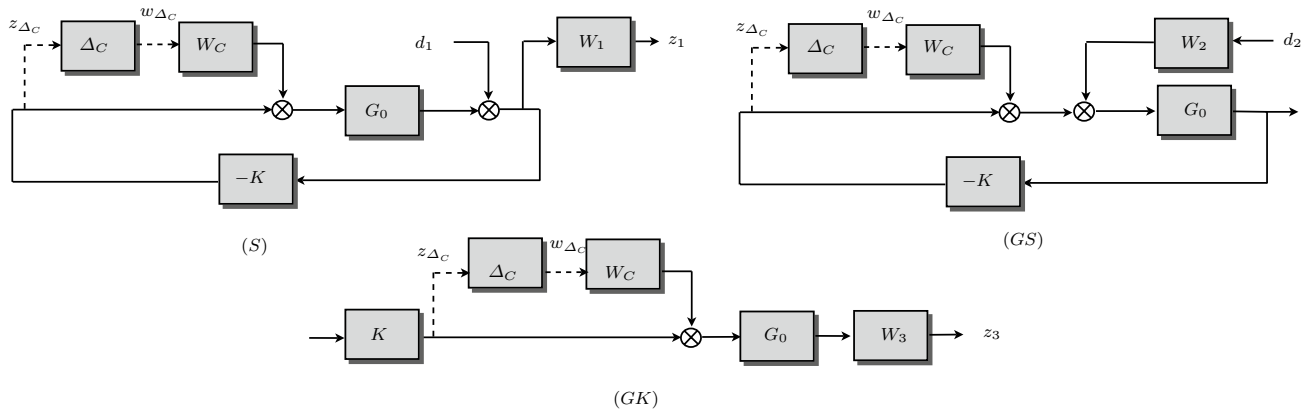 z_{Δ_C} Δ_C w_{Δ_C} W_C d_1 W_1 z_1
G_0
−K
(S)
z_{Δ_C} Δ_C w_{Δ_C} W_C W_2 d_2
G_0
−K
(GS)
z_{Δ_C} Δ_C w_{Δ_C} W_C
K G_0 W_3 z_3
(GK)